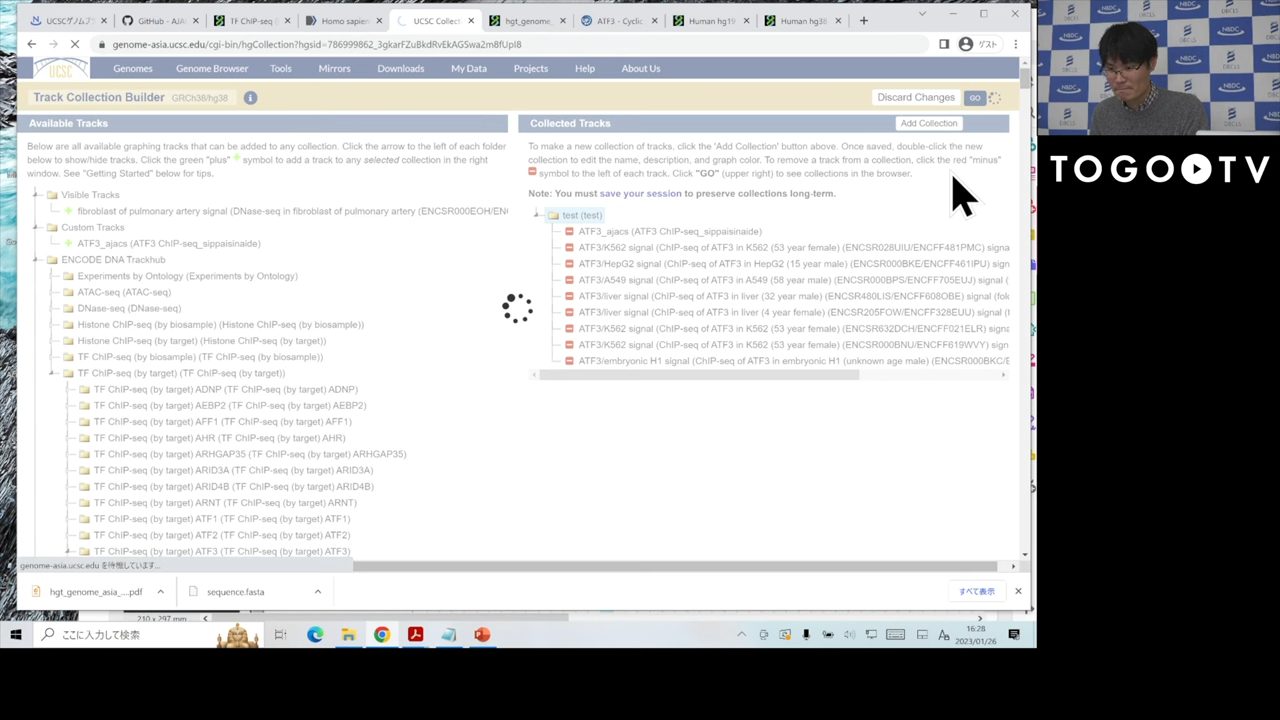 UCSCゲノムブラ
GitHub - AJA
TF ChIP-seq
Homo sapien
UCSC Collect
hgt_genome_
ATF3 - Cyclic
Human hg19
Human hg38
genome-asia.ucsc.edu/cgi-bin/hgCollection?hgsid=786999862_3gkarFZuBkdRvEkAGSwa2m8fUpI8
ゲスト
UCSC
Genomes Genome Browser Tools Mirrors Downloads My Data Projects Help About Us
Track Collection Builder GRCh38/hg38
Discard Changes GO
Available Tracks
Below are all available graphing tracks that can be added to any collection. Click the arrow to the left of each folder
below to show/hide tracks. Click the green "plus" symbol to add a track to any selected collection in the right
window. See "Getting Started" below for tips.
Visible Tracks
fibroblast of pulmonary artery signal (DNase-seq in fibroblast of pulmonary artery (ENCSR000EOH/EN
Custom Tracks
ATF3_ajacs (ATF3 ChIP-seq_sippaisinaide)
ENCODE DNA Trackhub
Experiments by Ontology (Experiments by Ontology)
ATAC-seq (ATAC-seq)
DNase-seq (DNase-seq)
Histone ChIP-seq (by biosample) (Histone ChIP-seq (by biosample))
Histone ChIP-seq (by target) (Histone ChIP-seq (by target))
TF ChIP-seq (by biosample) (TF ChIP-seq (by biosample))
TF ChIP-seq (by target) (TF ChIP-seq (by target))
TF ChIP-seq (by target) ADNP (TF ChIP-seq (by target) ADNP)
TF ChIP-seq (by target) AEBP2 (TF ChIP-seq (by target) AEBP2)
TF ChIP-seq (by target) AFF1 (TF ChIP-seq (by target) AFF1)
TF ChIP-seq (by target) AHR (TF ChIP-seq (by target) AHR)
TF ChIP-seq (by target) ARHGAP35 (TF ChIP-seq (by target) ARHGAP35)
TF ChIP-seq (by target) ARID3A (TF ChIP-seq (by target) ARID3A)
TF ChIP-seq (by target) ARID4B (TF ChIP-seq (by target) ARID4B)
TF ChIP-seq (by target) ARNT (TF ChIP-seq (by target) ARNT)
TF ChIP-seq (by target) ATF1 (TF ChIP-seq (by target) ATF1)
TF ChIP-seq (by target) ATF2 (TF ChIP-seq (by target) ATF2)
TF ChIP-seq (by target) ATF3 (TF ChIP-seq (by target) ATF3)
Collected Tracks
Add Collection
To make a new collection of tracks, click the 'Add Collection' button above. Once saved, double-click the new
collection to edit the name, description, and graph color. To remove a track from a collection, click the red "minus"
symbol to the left of each track. Click "GO" (upper right) to see collections in the browser.
Note: You must save your session to preserve collections long-term.
test (test)
ATF3_ajacs (ATF3 ChIP-seq_sippaisinaide)
ATF3/K562 signal (ChIP-seq of ATF3 in K562 (53 year female) (ENCSR028UIU/ENCFF481PMC) signa
ATF3/HepG2 signal (ChIP-seq of ATF3 in HepG2 (15 year male) (ENCSR000BKE/ENCFF461IPU) sign
ATF3/A549 signal (ChIP-seq of ATF3 in A549 (58 year male) (ENCSR000BPS/ENCFF705EUJ) signal
ATF3/liver signal (ChIP-seq of ATF3 in liver (32 year male) (ENCSR480LIS/ENCFF608OBE) signal (fol
ATF3/liver signal (ChIP-seq of ATF3 in liver (4 year female) (ENCSR205FOW/ENCFF328EUU) signal (
ATF3/K562 signal (ChIP-seq of ATF3 in K562 (53 year female) (ENCSR632DCH/ENCFF021ELR) signa
ATF3/K562 signal (ChIP-seq of ATF3 in K562 (53 year female) (ENCSR000BNU/ENCFF619WVY) signa
ATF3/embryonic H1 signal (ChIP-seq of ATF3 in embryonic H1 (unknown age male) (ENCSR000BKC/E
genome-asia.ucsc.edu を待機しています...
hgt_genome_asia_....pdf
sequence.fasta
すべて表示
210 x 297 mm
ここに入力して検索
16:28
2023/01/26
NBDC
DBCLS
TOGO TV